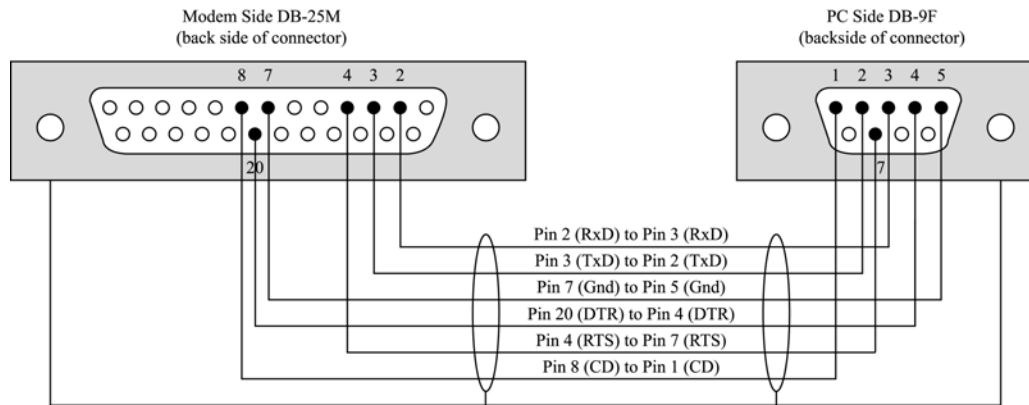 Modem Side DB-25M
(back side of connector)
PC Side DB-9F
(backside of connector)
8 7 4 3 2
1 2 3 4 5
20
7
Pin 2 (RxD) to Pin 3 (RxD)
Pin 3 (TxD) to Pin 2 (TxD)
Pin 7 (Gnd) to Pin 5 (Gnd)
Pin 20 (DTR) to Pin 4 (DTR)
Pin 4 (RTS) to Pin 7 (RTS)
Pin 8 (CD) to Pin 1 (CD)